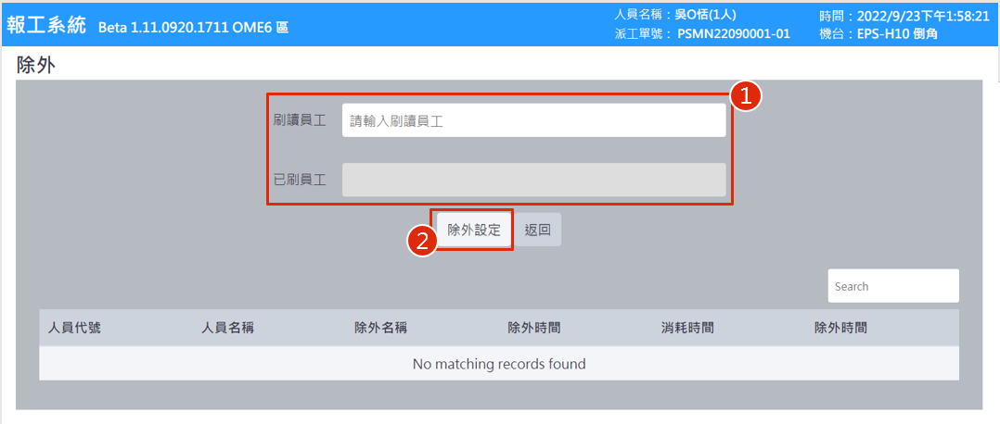 報工系統 Beta 1.11.0920.1711 OME6 區
人員名稱：吳O恬(1人)
派工單號： PSMN22090001-01
時間：2022/9/23下午1:58:21
機台：EPS-H10 倒角
除外
1
刷讀員工 請輸入刷讀員工
已刷員工
2
除外設定 返回
Search
人員代號 人員名稱 除外名稱 除外時間 消耗時間 除外時間
No matching records found